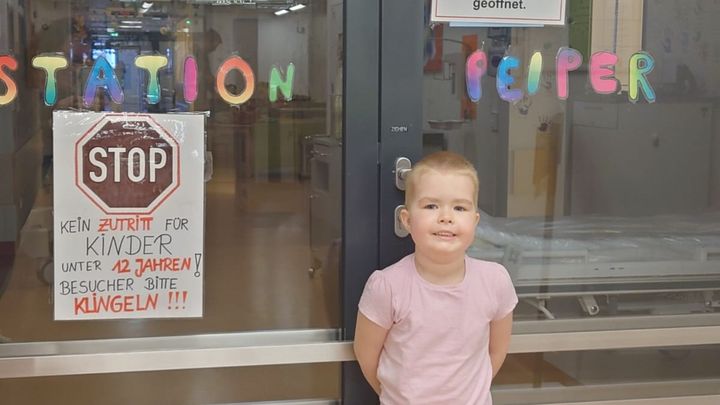 geöffnet.
STATION PEIPER
ZIEHEN
STOP
KEIN ZUTRITT FÜR
KINDER
UNTER 12 JAHREN!
BESUCHER BITTE
KLINGELN!!!